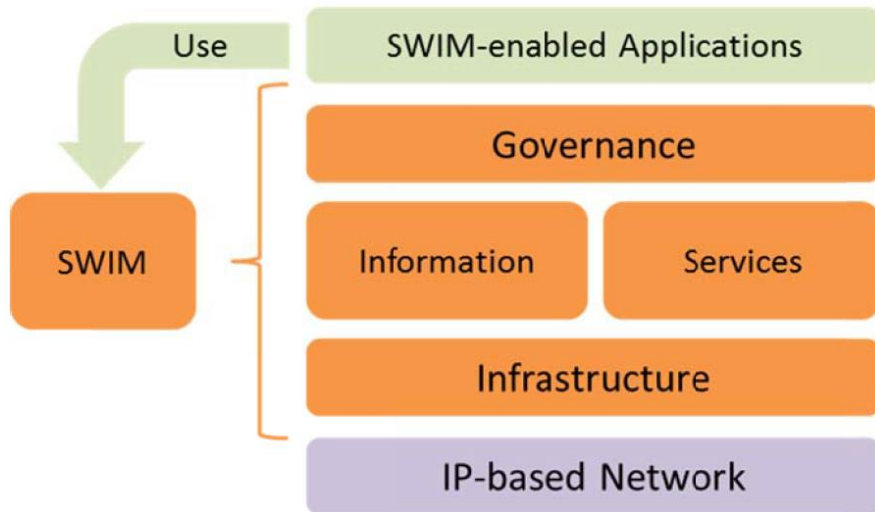 Use
SWIM-enabled Applications
Governance
SWIM
Information
Services
Infrastructure
IP-based Network